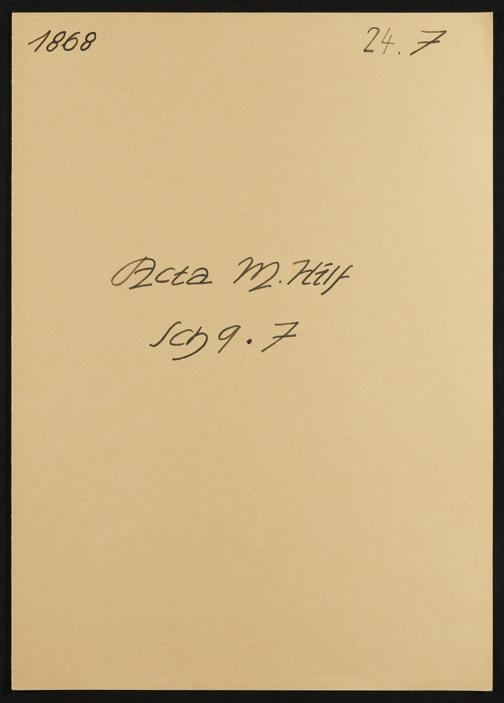 1868
24.7
Acta M. Hilf
Sch 9.7